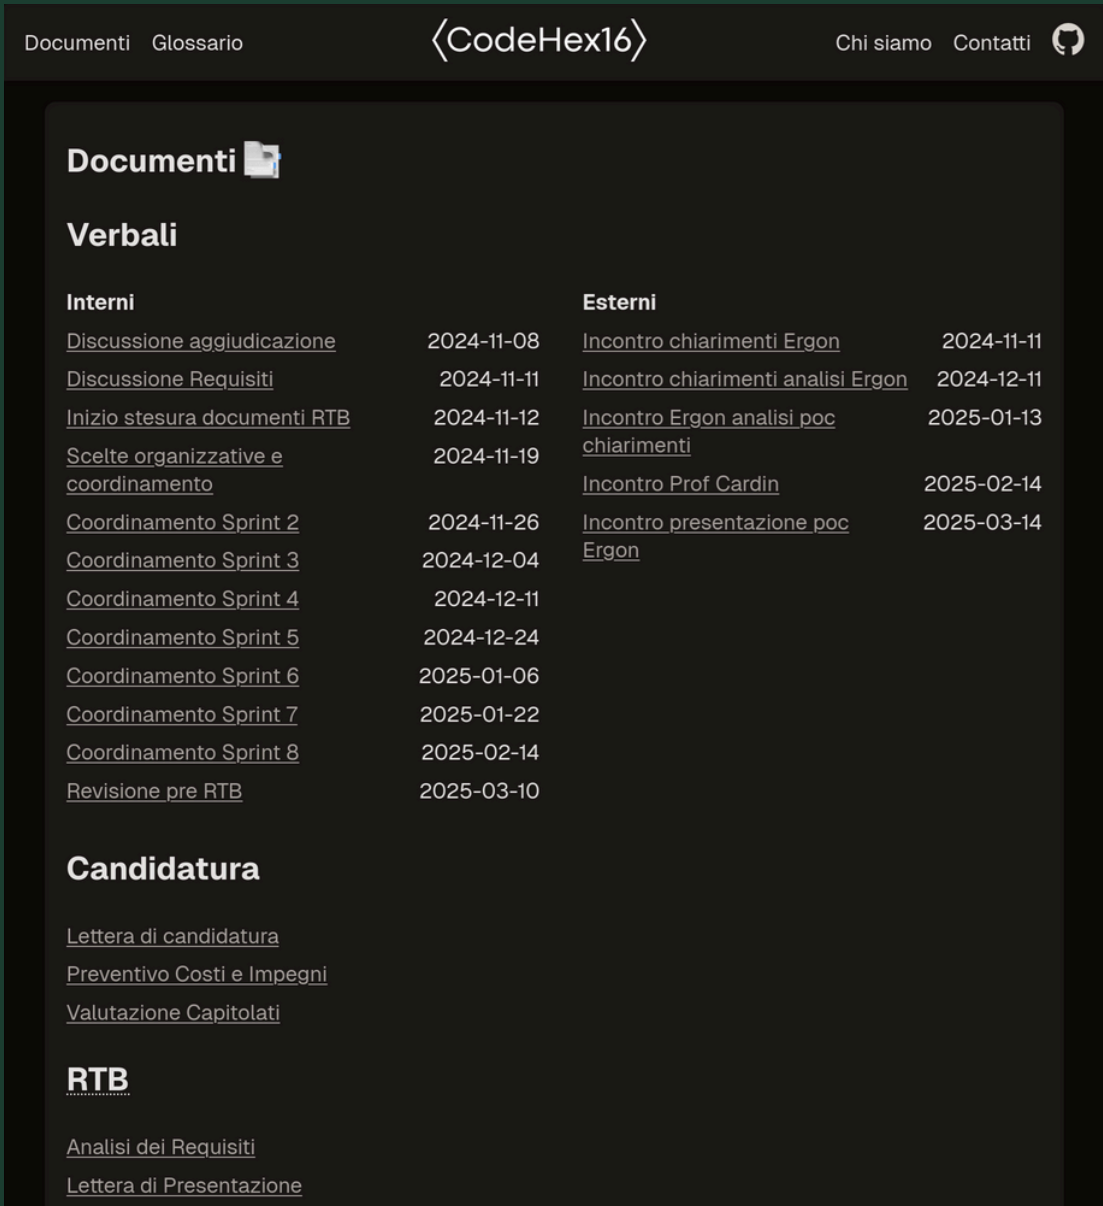 Documenti Glossario 〈CodeHex16〉 Chi siamo Contatti
Documenti
Verbali
Interni
Discussione aggiudicazione 2024-11-08
Discussione Requisiti 2024-11-11
Inizio stesura documenti RTB 2024-11-12
Scelte organizzative e 2024-11-19
coordinamento
Coordinamento Sprint 2 2024-11-26
Coordinamento Sprint 3 2024-12-04
Coordinamento Sprint 4 2024-12-11
Coordinamento Sprint 5 2024-12-24
Coordinamento Sprint 6 2025-01-06
Coordinamento Sprint 7 2025-01-22
Coordinamento Sprint 8 2025-02-14
Revisione pre RTB 2025-03-10
Esterni
Incontro chiarimenti Ergon 2024-11-11
Incontro chiarimenti analisi Ergon 2024-12-11
Incontro Ergon analisi poc 2025-01-13
chiarimenti
Incontro Prof Cardin 2025-02-14
Incontro presentazione poc 2025-03-14
Ergon
Candidatura
Lettera di candidatura
Preventivo Costi e Impegni
Valutazione Capitolati
RTB
Analisi dei Requisiti
Lettera di Presentazione